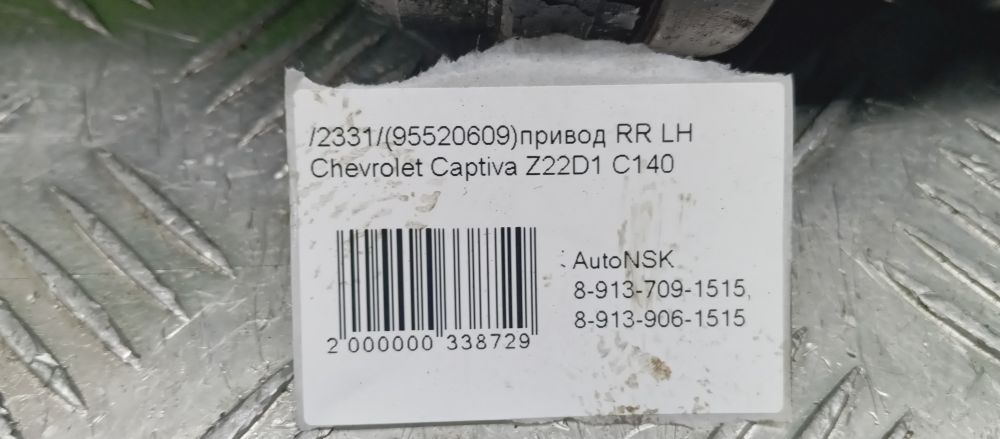 /2331/(95520609)привод RR LH
Chevrolet Captiva Z22D1 C140
AutoNSK
8-913-709-1515,
8-913-906-1515
2 000000 338729